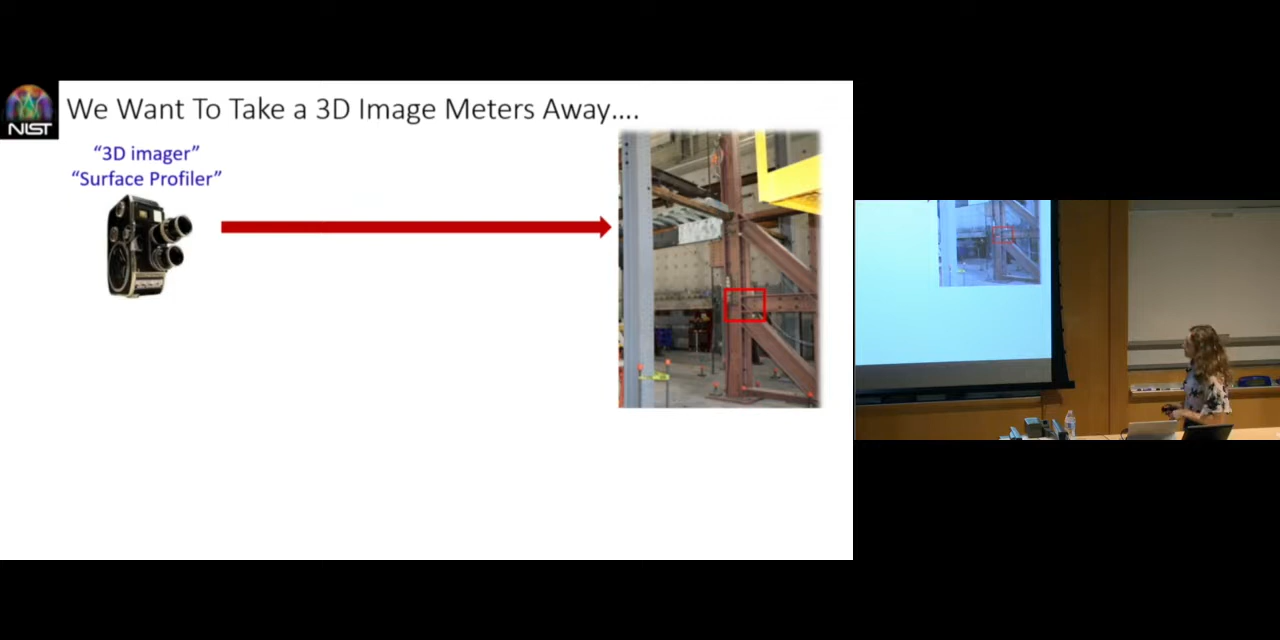 We Want To Take a 3D Image Meters Away....
NIST
“3D imager”
“Surface Profiler”